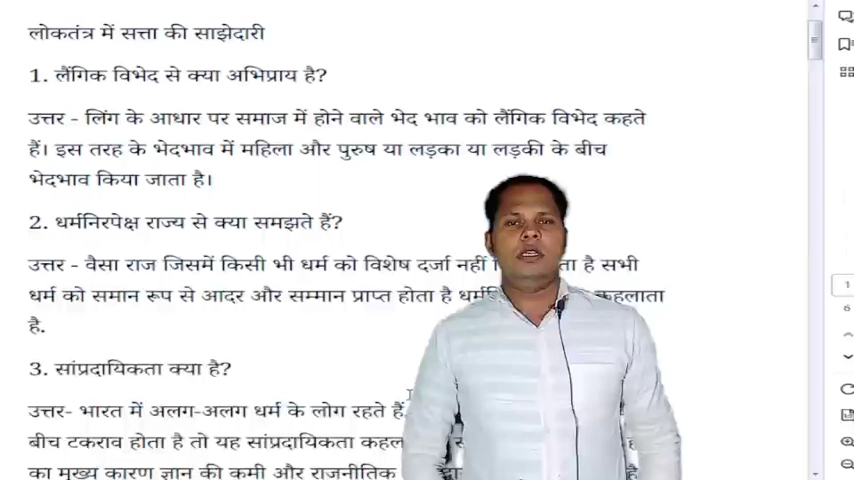 लोकतंत्र में सत्ता की साझेदारी
1. लैंगिक विभेद से क्या अभिप्राय है?
उत्तर - लिंग के आधार पर समाज में होने वाले भेद भाव को लैंगिक विभेद कहते
हैं। इस तरह के भेदभाव में महिला और पुरुष या लड़का या लड़की के बीच
भेदभाव किया जाता है।
2. धर्मनिरपेक्ष राज्य से क्या समझते हैं?
उत्तर - वैसा राज जिसमें किसी भी धर्म को विशेष दर्जा नहीं है सभी
धर्म को समान रूप से आदर और सम्मान प्राप्त होता है कहलाता
है.
3. सांप्रदायिकता क्या है?
उत्तर- भारत में अलग-अलग धर्म के लोग रहते हैं
बीच टकराव होता है तो यह सांप्रदायिकता
का मुख्य कारण ज्ञान की कमी और राजनीतिक है
1
6